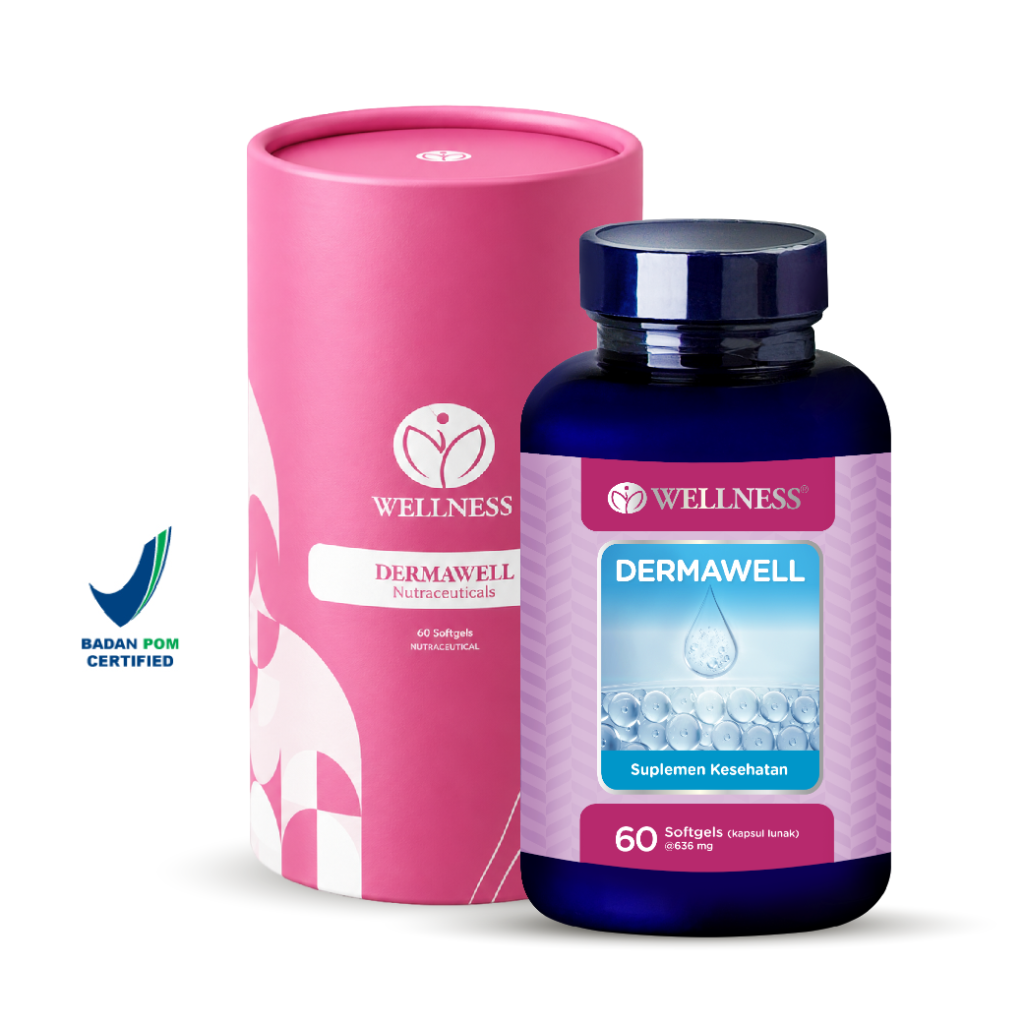 WELLNESS
DERMAWELL
Nutraceuticals
60 Softgels
NUTRACEUTICAL
WELLNESS®
DERMAWELL
Suplemen Kesehatan
60 Softgels (kapsul lunak)
@636 mg
BADAN POM
CERTIFIED